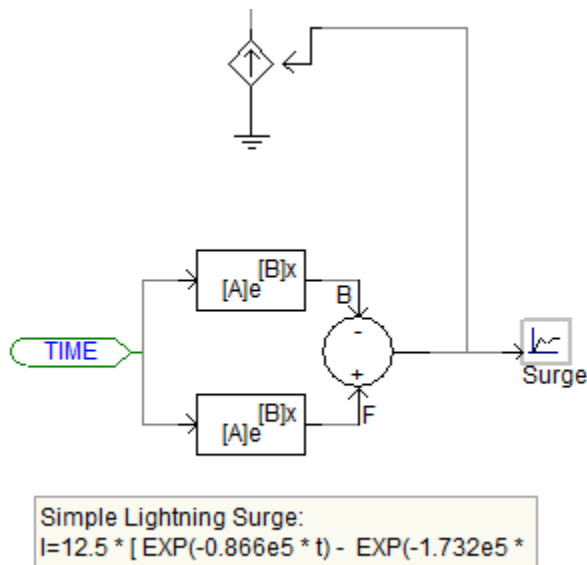 [A]e[B]x
B
-
TIME
+
Surge
[A]e[B]x
F
Simple Lightning Surge:
I=12.5 * [ EXP(-0.866e5 * t) -  EXP(-1.732e5 *